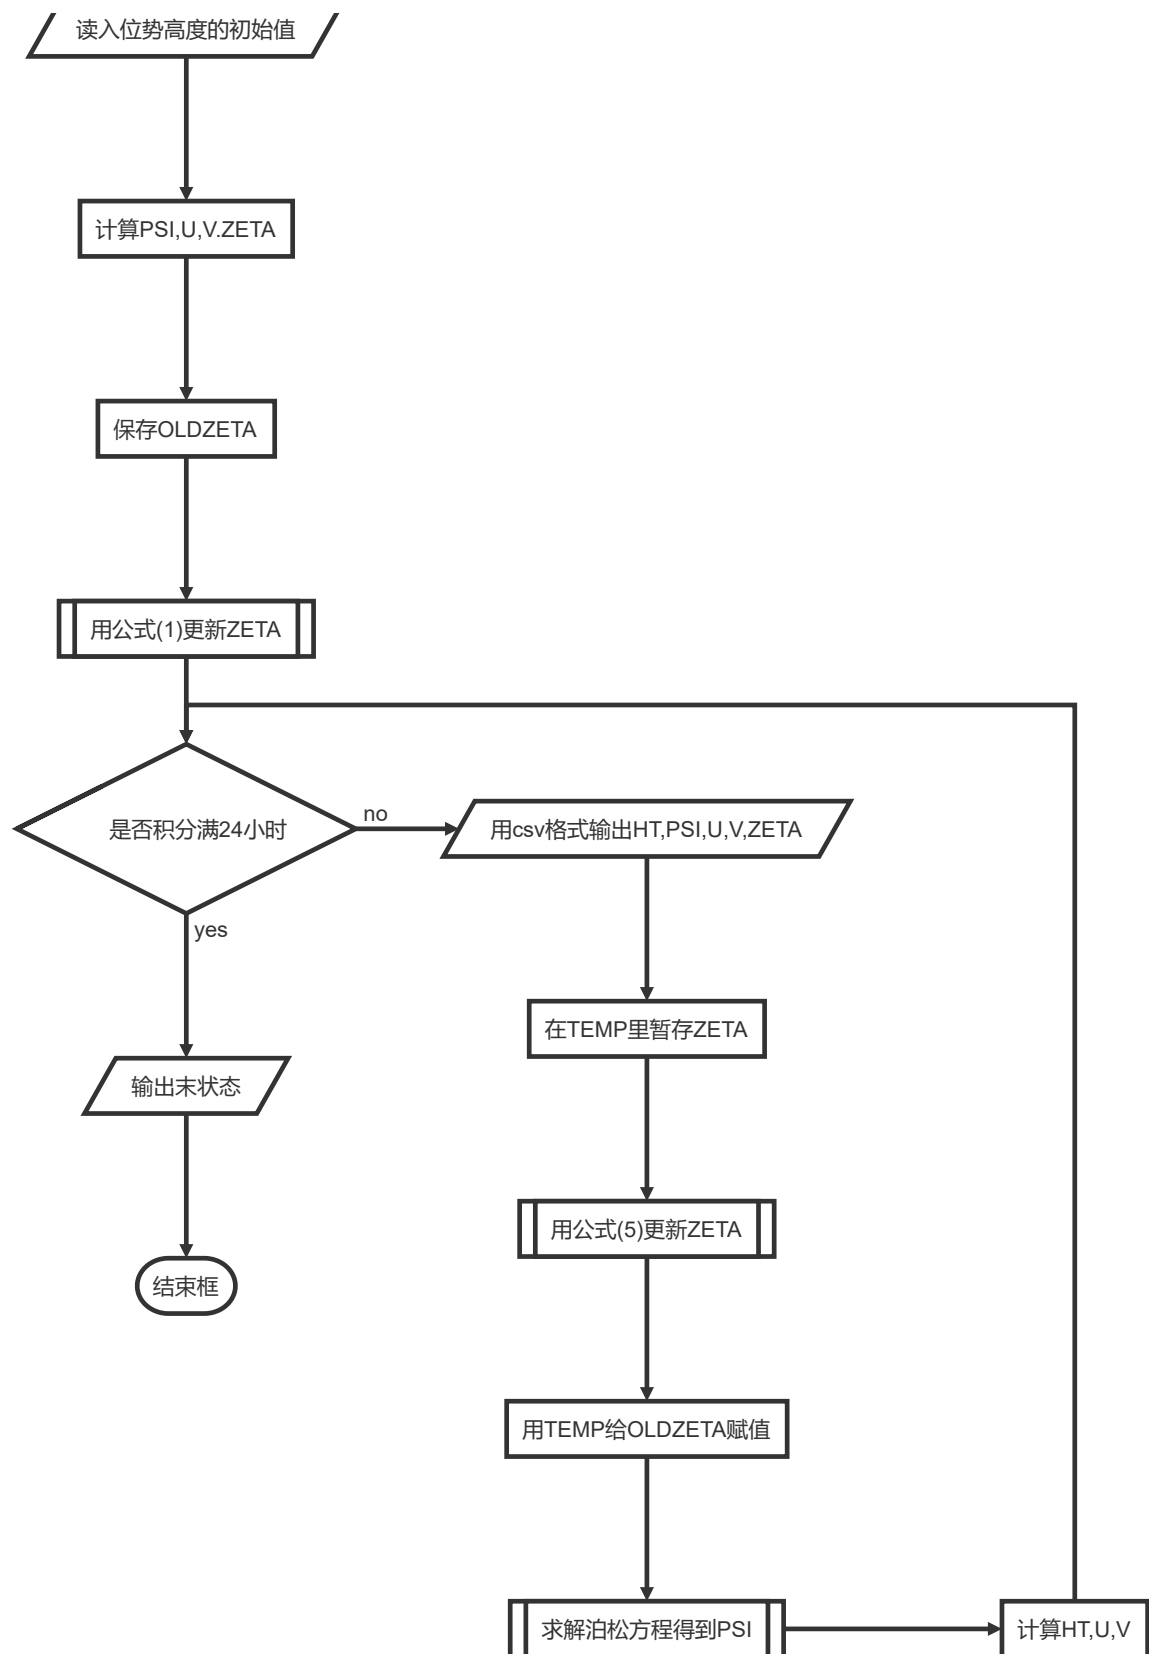 读入位势高度的初始值
计算PSI,U,V.ZETA
保存OLDZETA
用公式(1)更新ZETA
是否积分满24小时
no
用csv格式输出HT,PSI,U,V,ZETA
yes
在TEMP里暂存ZETA
输出末状态
用公式(5)更新ZETA
结束框
用TEMP给OLDZETA赋值
求解泊松方程得到PSI
计算HT,U,V